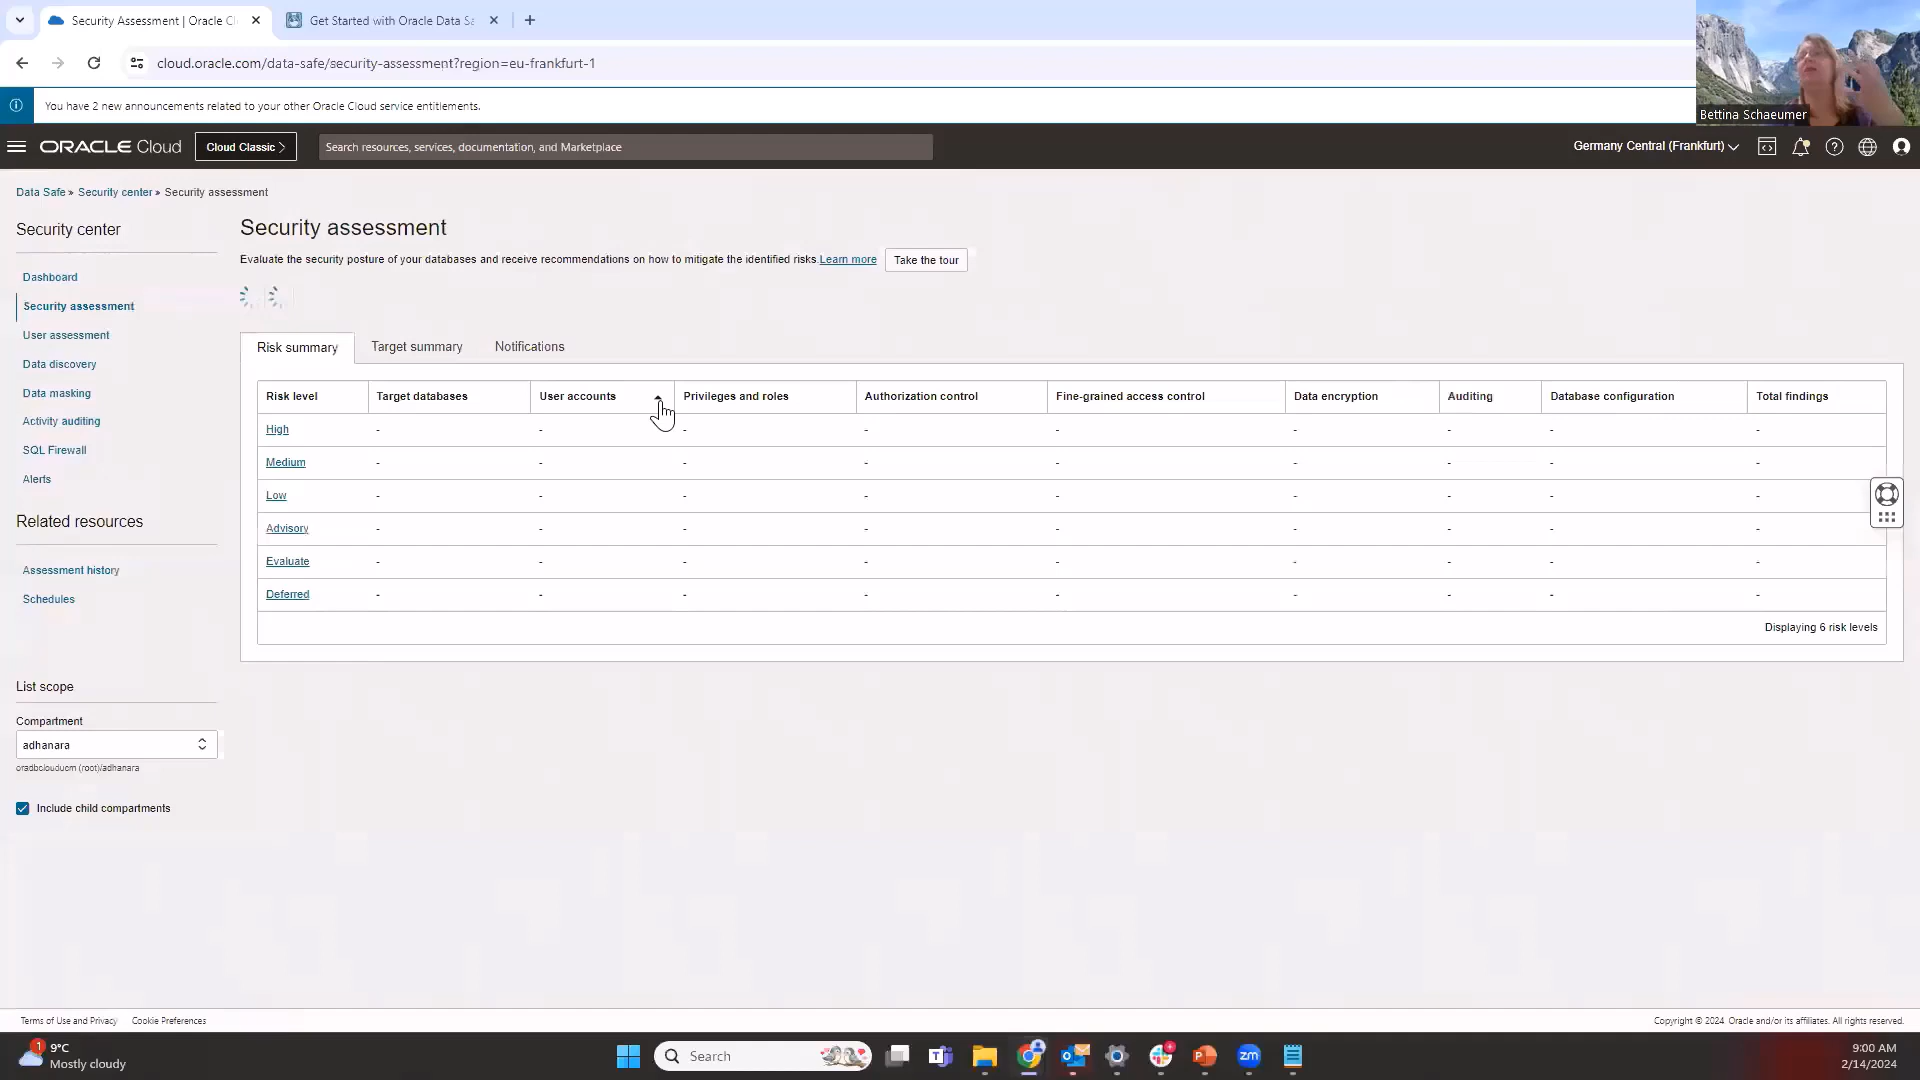 Security Assessment | Oracle Cl
Get Started with Oracle Data Sa
cloud.oracle.com/data-safe/security-assessment?region=eu-frankfurt-1
You have 2 new announcements related to your other Oracle Cloud service entitlements.
Bettina Schaeumer
ORACLE Cloud
Cloud Classic >
Search resources, services, documentation, and Marketplace
Germany Central (Frankfurt)
Data Safe » Security center » Security assessment
Security center
Dashboard
Security assessment
User assessment
Data discovery
Data masking
Activity auditing
SQL Firewall
Alerts
Related resources
Assessment history
Schedules
List scope
Compartment
adhanara
oradbclouducm (root)/adhanara
Include child compartments
Security assessment
Evaluate the security posture of your databases and receive recommendations on how to mitigate the identified risks.Learn more
Take the tour
Risk summary Target summary Notifications
Risk level Target databases User accounts Privileges and roles Authorization control Fine-grained access control Data encryption Auditing Database configuration Total findings
High - - - - - - - - -
Medium - - - - - - - - -
Low - - - - - - - - -
Advisory - - - - - - - - -
Evaluate - - - - - - - - -
Deferred - - - - - - - - -
Displaying 6 risk levels
Terms of Use and Privacy Cookie Preferences
Copyright © 2024, Oracle and/or its affiliates. All rights reserved.
1
9°C
Mostly cloudy
Search
zm
9:00 AM
2/14/2024